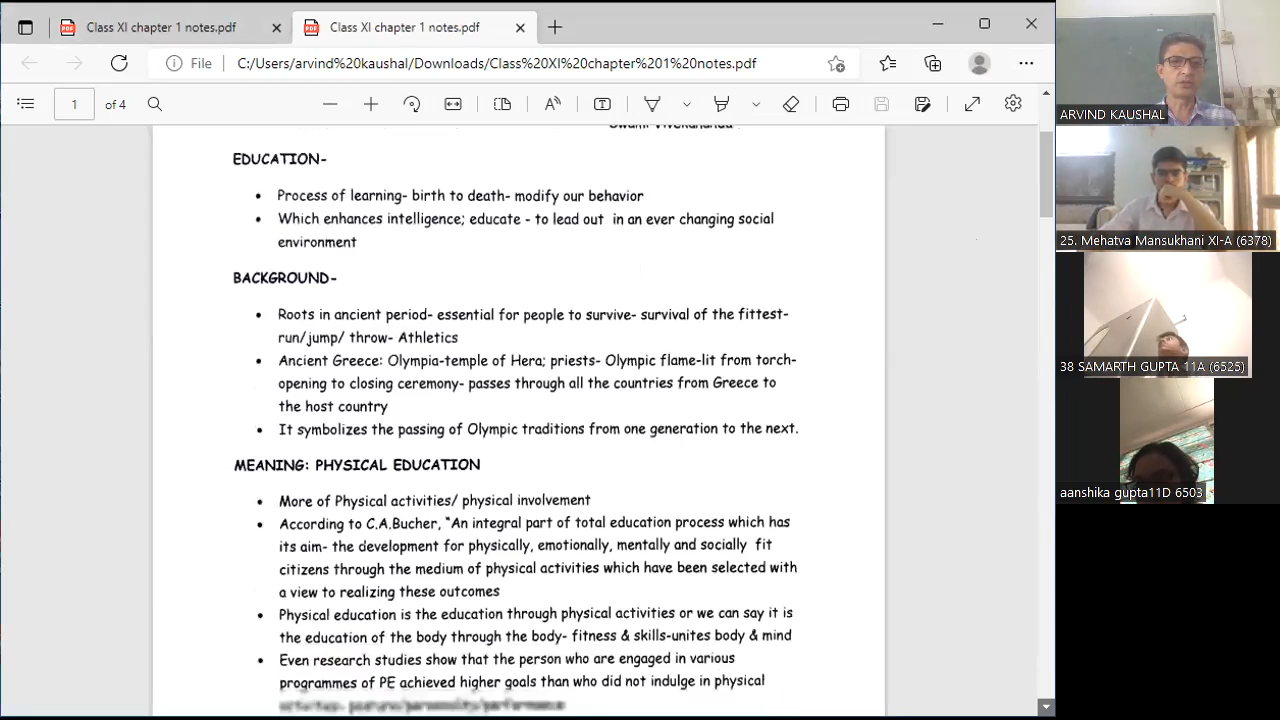 Class XI chapter 1 notes.pdf
Class XI chapter 1 notes.pdf
File
C:/Users/arvind%20kaushal/Downloads/Class%20XI%20chapter%201%20notes.pdf
1 of 4
Swami Vivekananda
EDUCATION-
• Process of learning- birth to death- modify our behavior
• Which enhances intelligence; educate - to lead out in an ever changing social
environment
BACKGROUND-
• Roots in ancient period- essential for people to survive- survival of the fittest-
run/jump/ throw- Athletics
• Ancient Greece: Olympia-temple of Hera; priests- Olympic flame-lit from torch-
opening to closing ceremony- passes through all the countries from Greece to
the host country
• It symbolizes the passing of Olympic traditions from one generation to the next.
MEANING: PHYSICAL EDUCATION
• More of Physical activities/ physical involvement
• According to C.A.Bucher, "An integral part of total education process which has
its aim- the development for physically, emotionally, mentally and socially fit
citizens through the medium of physical activities which have been selected with
a view to realizing these outcomes
• Physical education is the education through physical activities or we can say it is
the education of the body through the body- fitness & skills-unites body & mind
• Even research studies show that the person who are engaged in various
programmes of PE achieved higher goals than who did not indulge in physical
ARVIND KAUSHAL
25. Mehatva Mansukhani XI-A (6378)
38 SAMARTH GUPTA 11A (6525)
aanshika gupta11D 6503